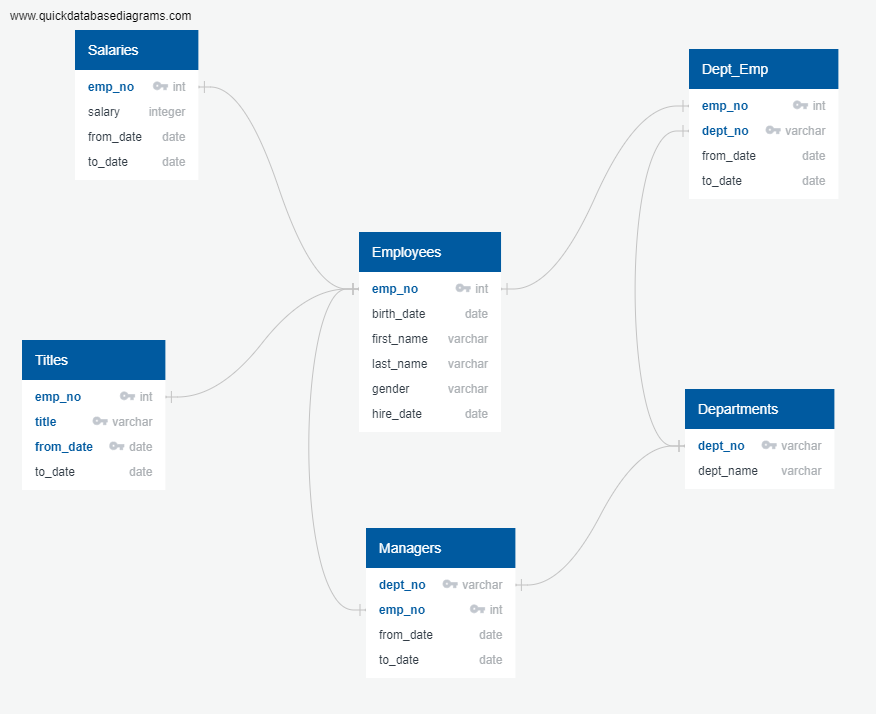 www.quickdatabasediagrams.com
Salaries
emp_no int
salary integer
from_date date
to_date date
Dept_Emp
emp_no int
dept_no varchar
from_date date
to_date date
Employees
emp_no int
birth_date date
first_name varchar
last_name varchar
gender varchar
hire_date date
Titles
emp_no int
title varchar
from_date date
to_date date
Departments
dept_no varchar
dept_name varchar
Managers
dept_no varchar
emp_no int
from_date date
to_date date